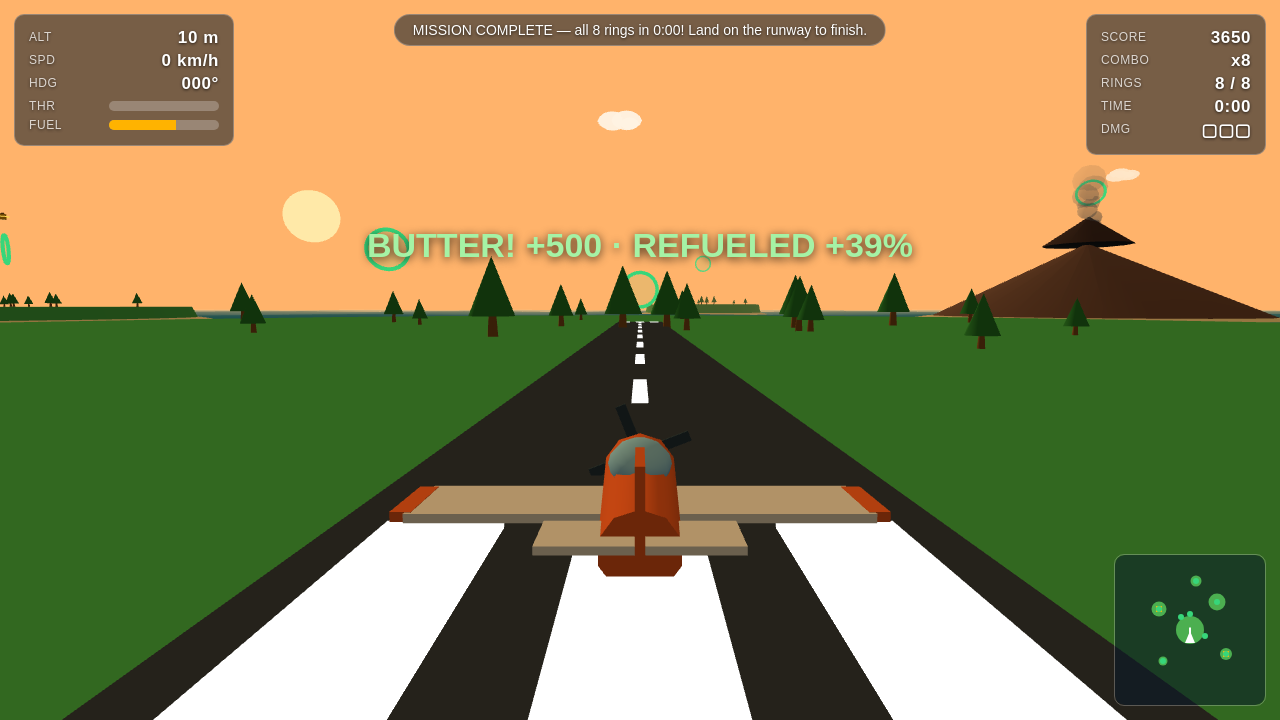 MISSION COMPLETE — all 8 rings in 0:00! Land on the runway to finish.
ALT 10 m
SPD 0 km/h
HDG 000°
THR
FUEL
SCORE 3650
COMBO x8
RINGS 8 / 8
TIME 0:00
DMG
BUTTER! +500 · REFUELED +39%